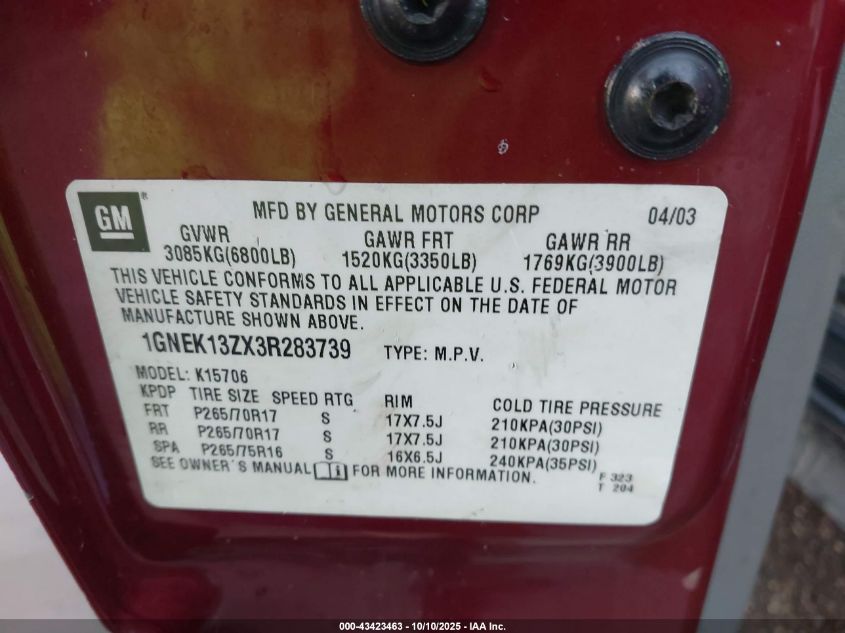 GM ®
MFD BY GENERAL MOTORS CORP 04/03
GVWR GAWR FRT GAWR RR
3085KG(6800LB) 1520KG(3350LB) 1769KG(3900LB)
THIS VEHICLE CONFORMS TO ALL APPLICABLE U.S. FEDERAL MOTOR
VEHICLE SAFETY STANDARDS IN EFFECT ON THE DATE OF
MANUFACTURE SHOWN ABOVE.
1GNEK13ZX3R283739 TYPE: M.P.V.
MODEL: K15706
KPDP TIRE SIZE SPEED RTG RIM COLD TIRE PRESSURE
FRT P265/70R17 S 17X7.5J 210KPA(30PSI)
RR P265/70R17 S 17X7.5J 210KPA(30PSI)
SPA P265/75R16 S 16X6.5J 240KPA(35PSI)
SEE OWNER'S MANUAL FOR MORE INFORMATION.
F 323
T 204
000-43423463 - 10/10/2025 - IAA Inc.